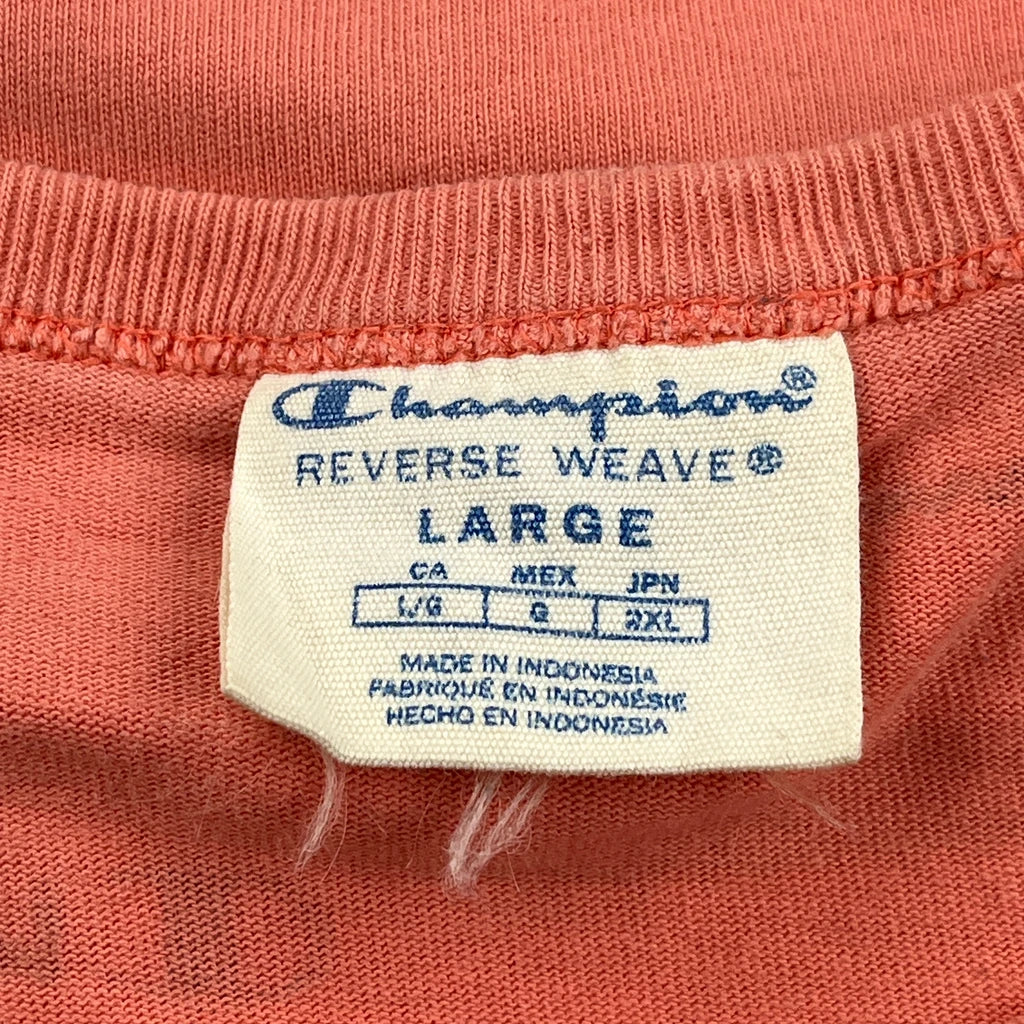 Champion®
REVERSE WEAVE®
LARGE
CA MEX JPN
L/G G 2XL
MADE IN INDONESIA
FABRIQUÉ EN INDONÉSIE
HECHO EN INDONESIA